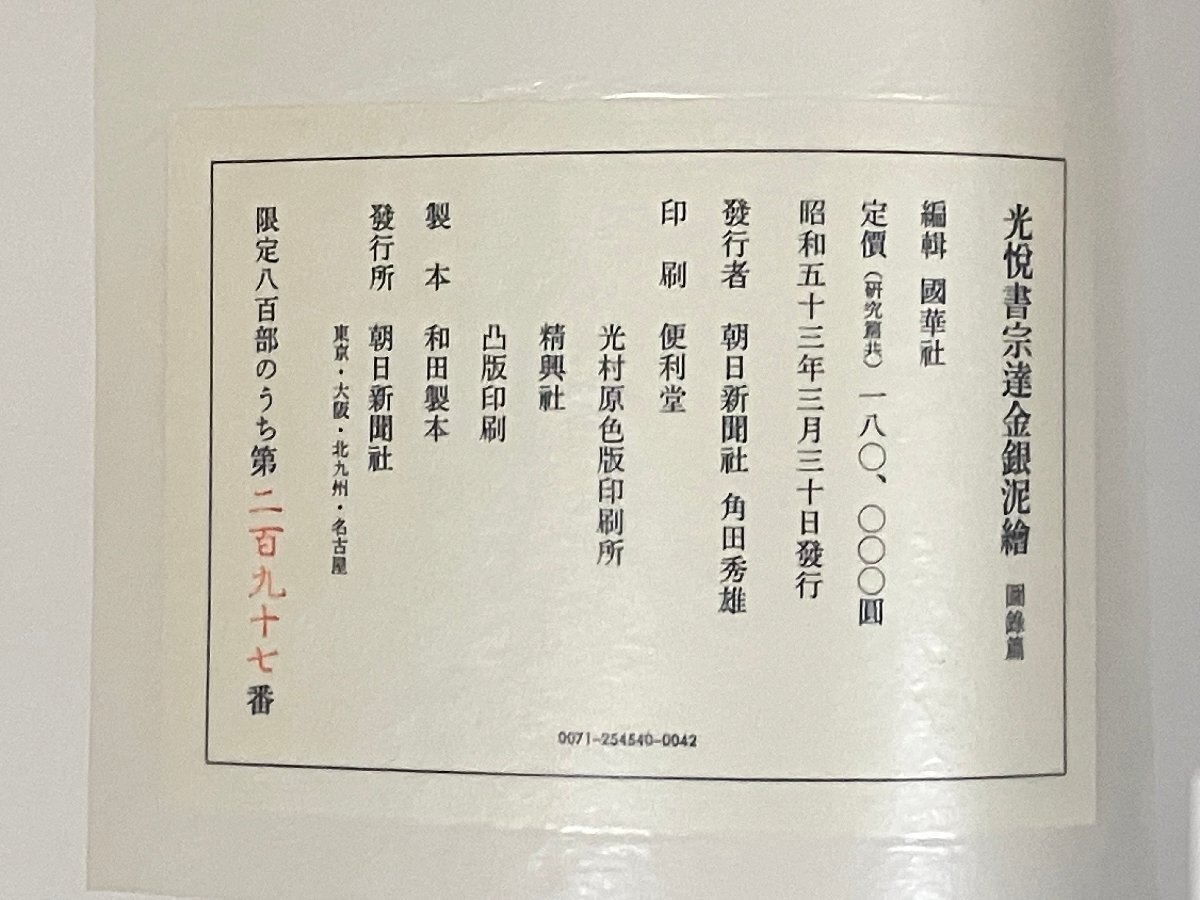 光悅書宗達金銀泥繪 圖錄篇
編輯 國華社
定價（硏究篇共）一八〇、〇〇〇圓
昭和五十三年三月三十日發行
發行者 朝日新聞社 角田秀雄
印刷 便利堂
光村原色版印刷所
精興社
凸版印刷
製本 和田製本
發行所 朝日新聞社
東京・大阪・北九州・名古屋
限定八百部のうち第二百九十七番
0071-254540-0042